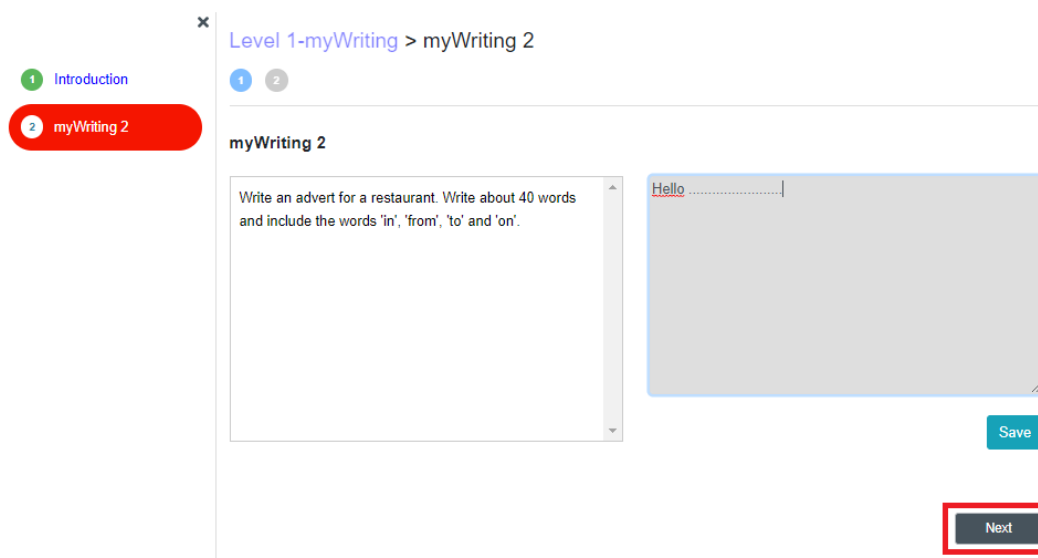 ×
Level 1-myWriting > myWriting 2
1 Introduction
1 2
2 myWriting 2
myWriting 2
Write an advert for a restaurant. Write about 40 words
and include the words 'in', 'from', 'to' and 'on'.
Hello ........................
Save
Next